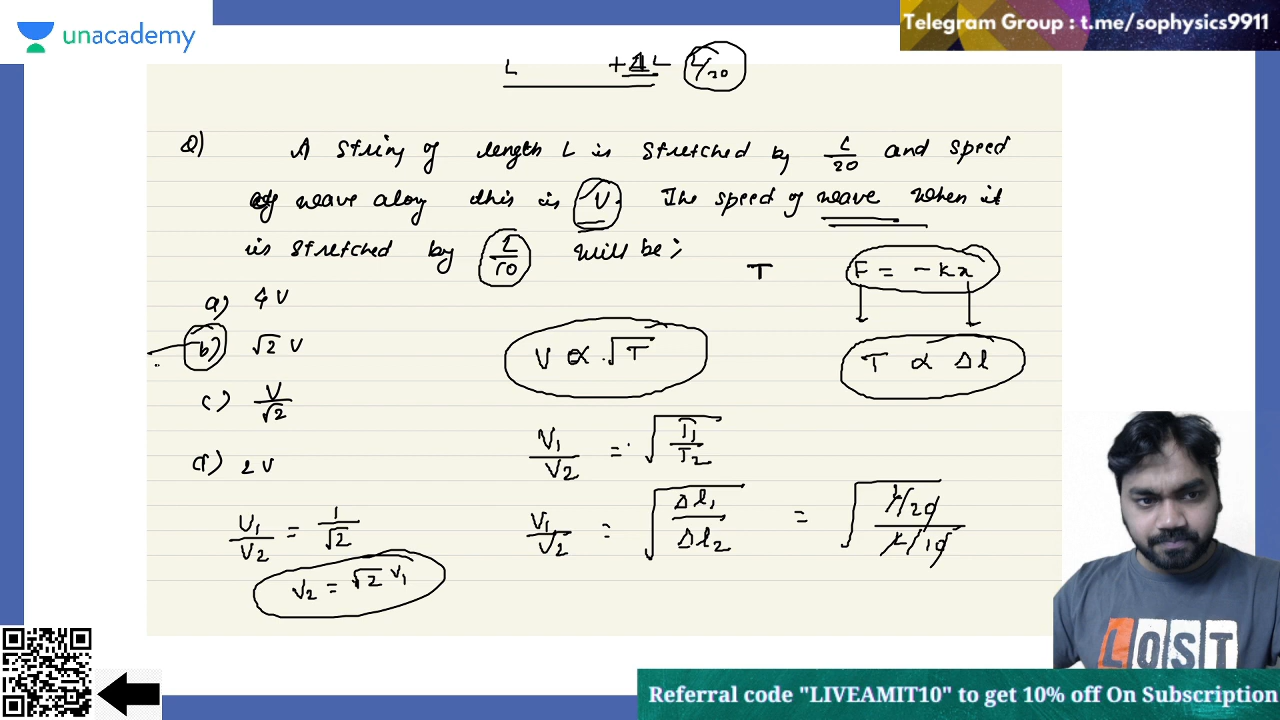 unacademy
Telegram Group : t.me/sophysics9911
L + ΔL L/20
Q) A string of length L is stretched by L/20 and speed
of wave along this is V. The speed of wave when it
is stretched by L/10 will be;
T F = -kx
a) 4V
b) √2 V
V ∝ √T T ∝ Δl
c) V/√2
V₁/V₂ = √T₁/T₂
d) 2V
V₁/V₂ = 1/√2 V₁/V₂ = √Δl₁/Δl₂ = √L/20/L/10
V₂ = √2 V₁
LOST
Referral code "LIVEAMIT10" to get 10% off On Subscription